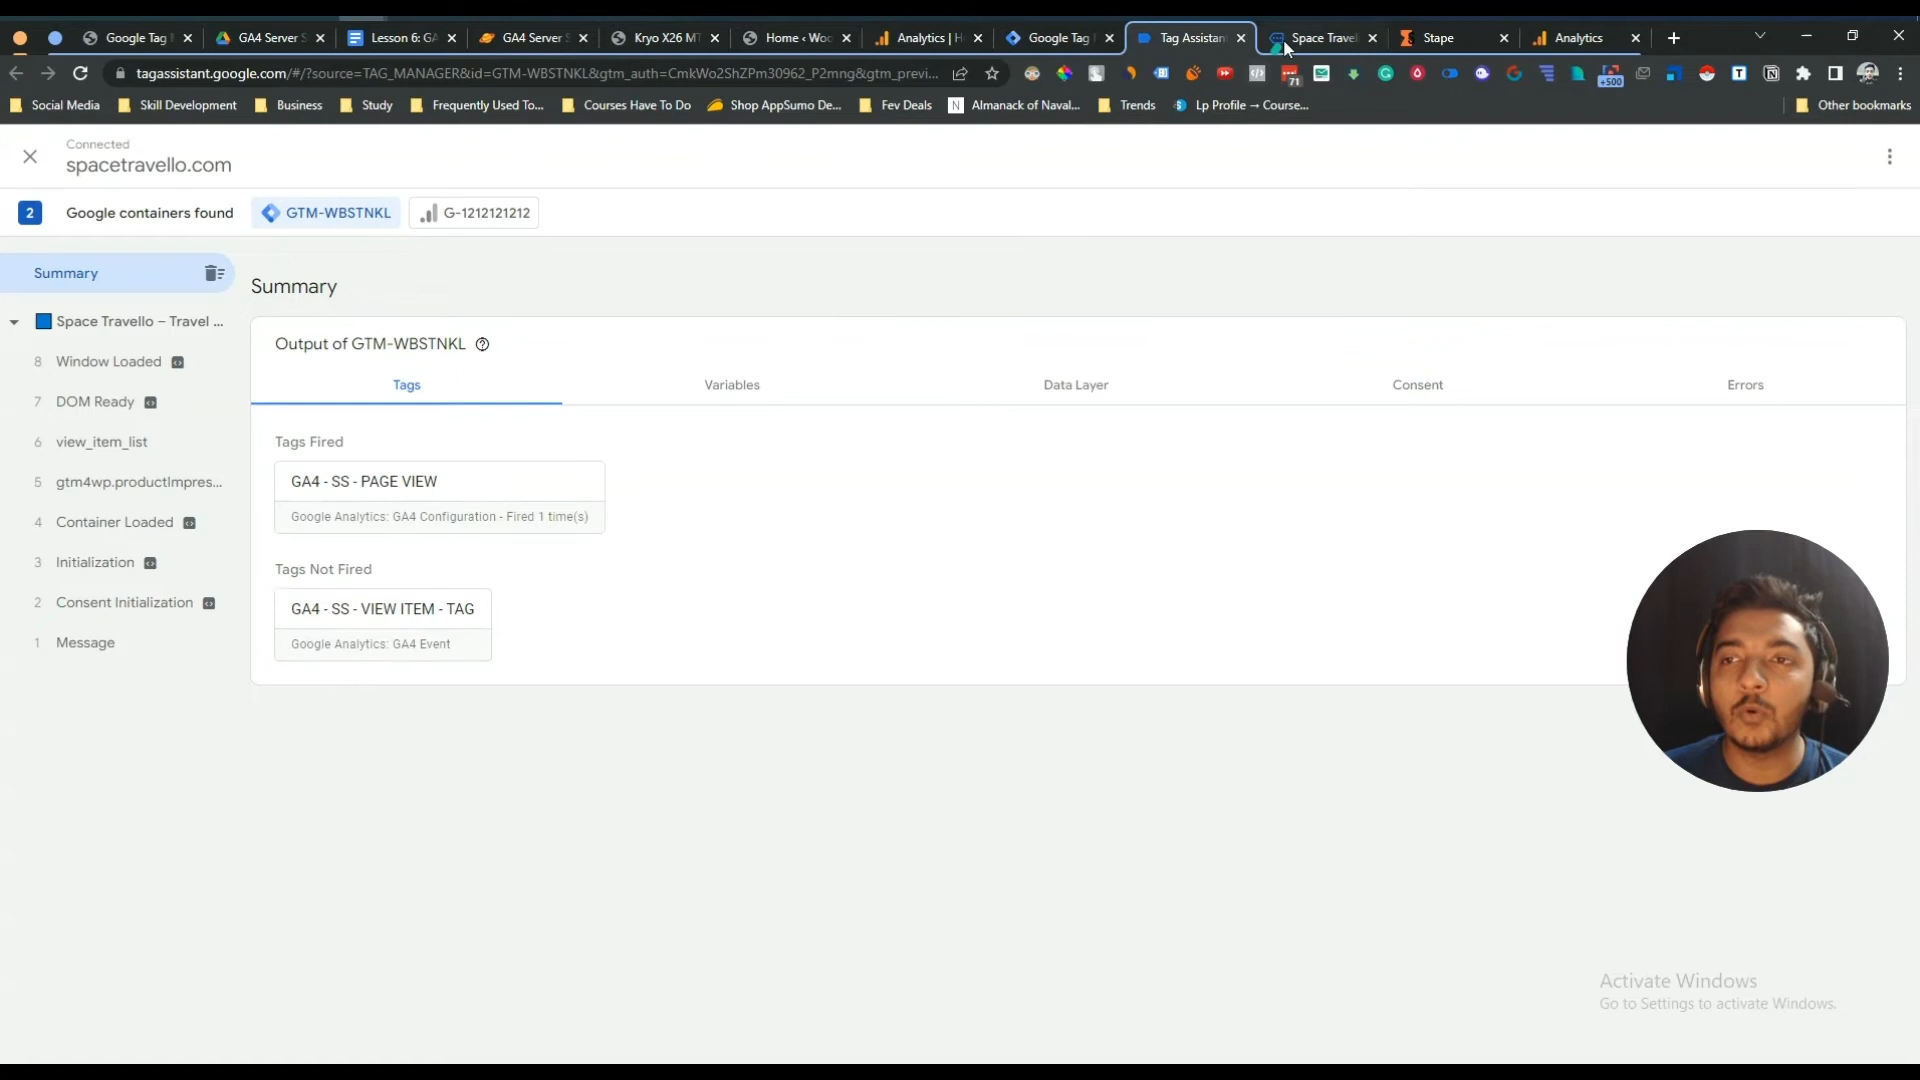 Google Tag
GA4 Server
Lesson 6: GA
GA4 Server
Kryo X26 MT
Home ‹ Woo
Analytics | H
Google Tag
Tag Assistan
Space Travel
Stape
Analytics
tagassistant.google.com/#/?source=TAG_MANAGER&id=GTM-WBSTNKL&gtm_auth=CmkWo2ShZPm30962_P2mng&gtm_previ...
71
+500
Social Media
Skill Development
Business
Study
Frequently Used To...
Courses Have To Do
Shop AppSumo De...
Fev Deals
Almanack of Naval...
Trends
Lp Profile → Course...
Other bookmarks
Connected
spacetravello.com
2
Google containers found
GTM-WBSTNKL
G-1212121212
Summary
Space Travello – Travel ...
8 Window Loaded
7 DOM Ready
6 view_item_list
5 gtm4wp.productImpres...
4 Container Loaded
3 Initialization
2 Consent Initialization
1 Message
Summary
Output of GTM-WBSTNKL
Tags
Variables
Data Layer
Consent
Errors
Tags Fired
GA4 - SS - PAGE VIEW
Google Analytics: GA4 Configuration - Fired 1 time(s)
Tags Not Fired
GA4 - SS - VIEW ITEM - TAG
Google Analytics: GA4 Event
Activate Windows
Go to Settings to activate Windows.